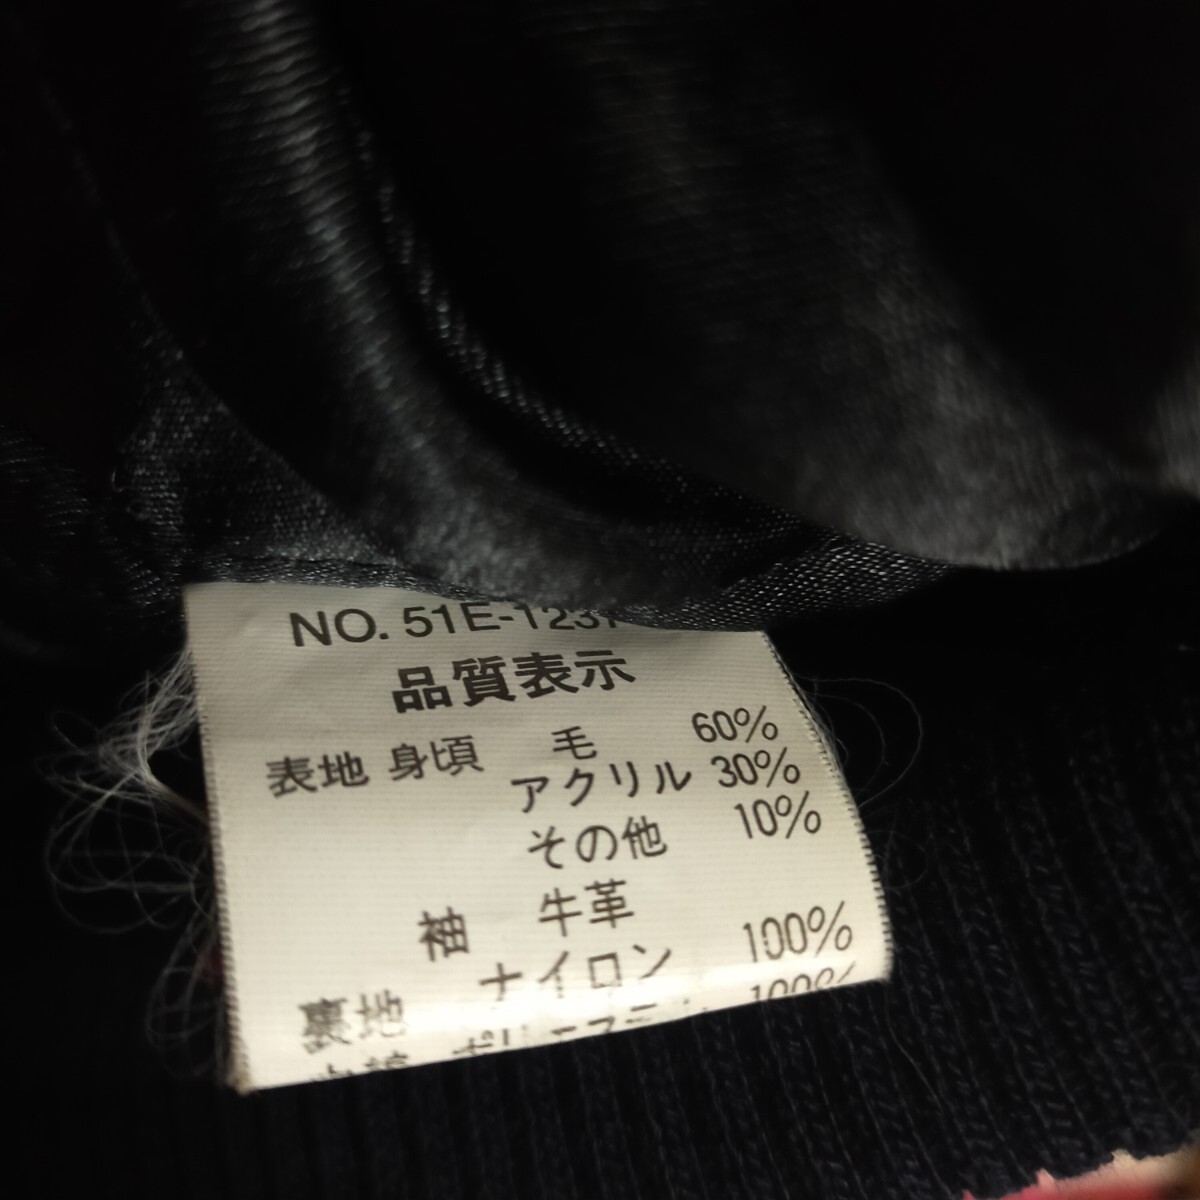 NO. 51E-123
品質表示
表地 身頃 毛 60%
アクリル 30%
その他 10%
袖 牛革
裏地 ナイロン 100%
100%